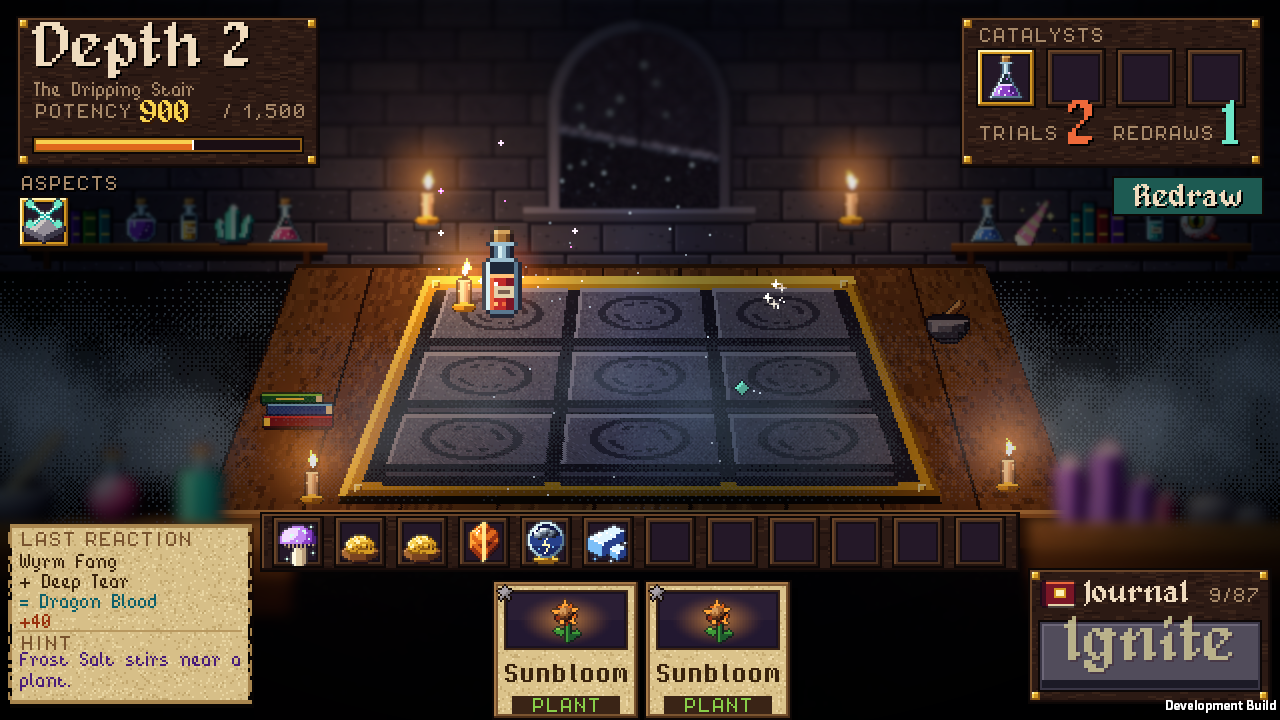 Depth 2
The Dripping Stair
POTENCY 900 / 1,500
ASPECTS
CATALYSTS
TRIALS 2 REDRAWS 1
Redraw
LAST REACTION
Wyrm Fang
+ Deep Tear
= Dragon Blood
+40
HINT
Frost Salt stirs near a
plant.
Sunbloom
PLANT
Sunbloom
PLANT
Journal 9/87
Ignite
Development Build